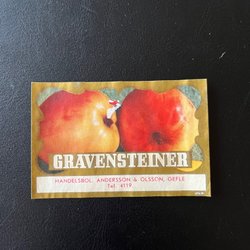 GRAVENSTEINER
HANDELSBOL. ANDERSSON & OLSSON, GEFLE
Tel. 4119.